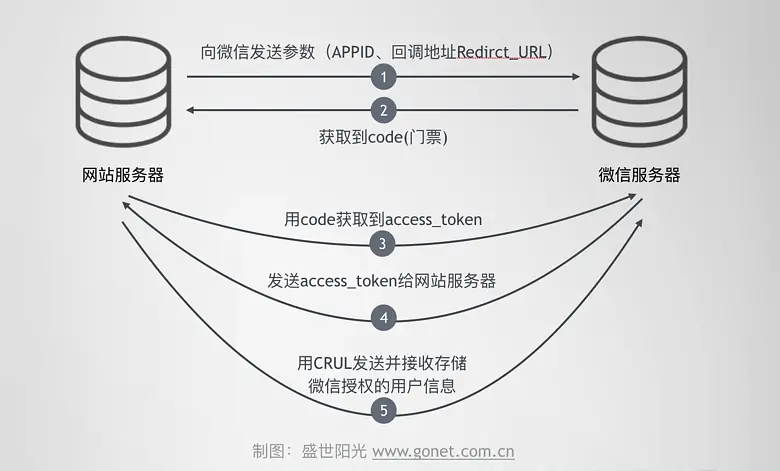 向微信发送参数（APPID、回调地址Redirct_URL）
1
2
获取到code(门票)
网站服务器
微信服务器
用code获取到access_token
3
发送access_token给网站服务器
4
用CRUL发送并接收存储
微信授权的用户信息
5
制图：盛世阳光 www.gonet.com.cn